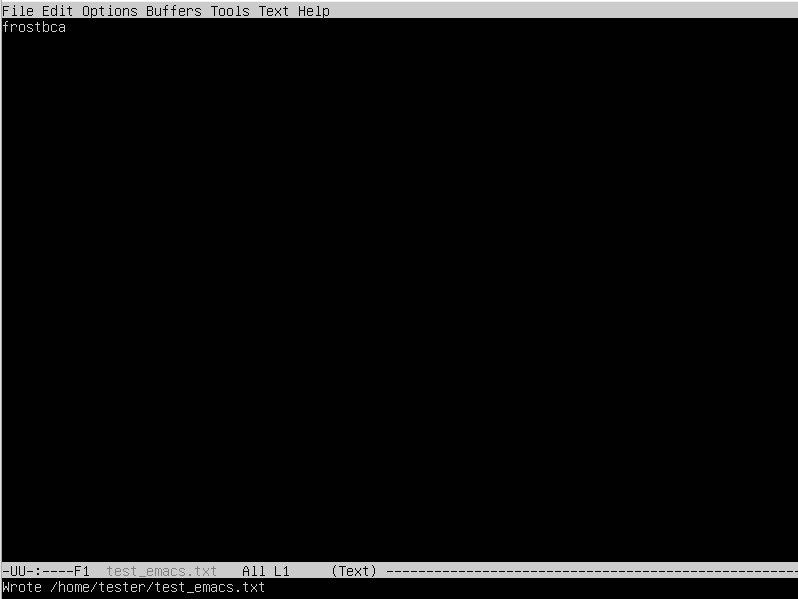 File Edit Options Buffers Tools Text Help
frostbca
-UU-:----F1  test_emacs.txt   All L1     (Text) ----------------------------------------------------
Wrote /home/tester/test_emacs.txt